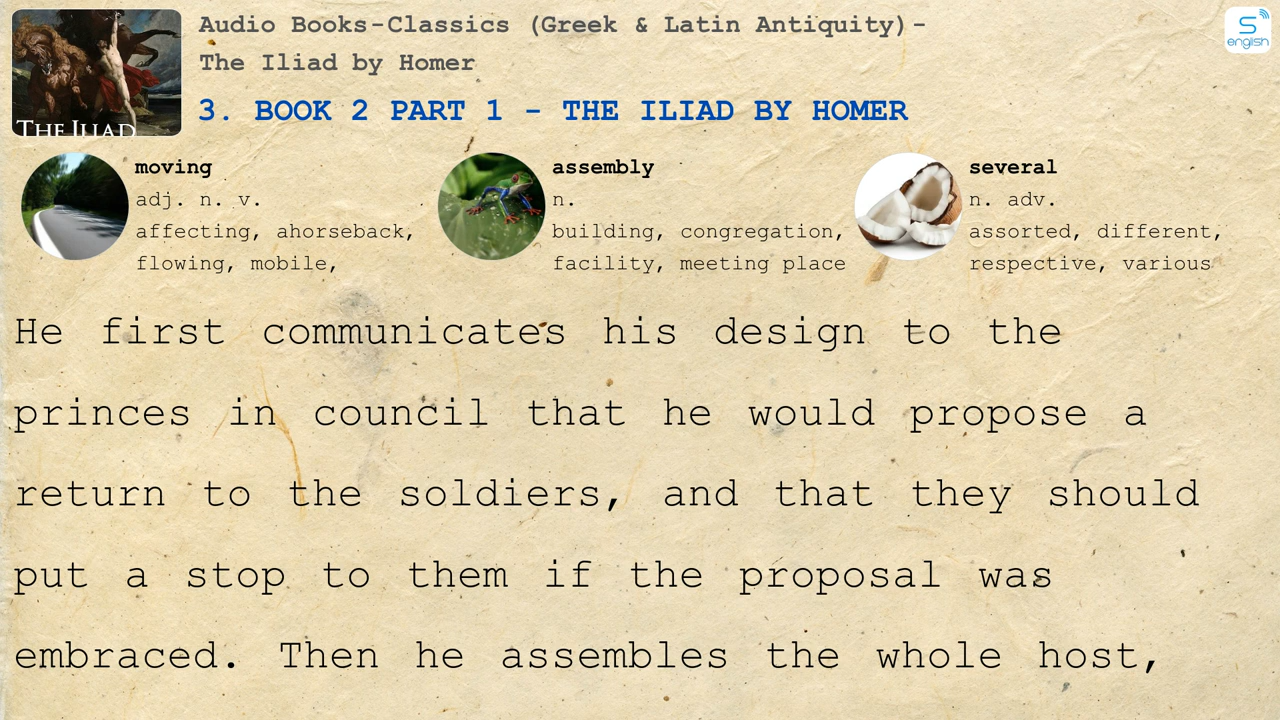 Audio Books-Classics (Greek & Latin Antiquity)-
The Iliad by Homer
3. BOOK 2 PART 1 - THE ILIAD BY HOMER
THE ILIAD
S
english
moving
adj. n. v.
affecting, ahorseback,
flowing, mobile,
assembly
n.
building, congregation,
facility, meeting place
several
n. adv.
assorted, different,
respective, various
He first communicates his design to the
princes in council that he would propose a
return to the soldiers, and that they should
put a stop to them if the proposal was
embraced. Then he assembles the whole host,